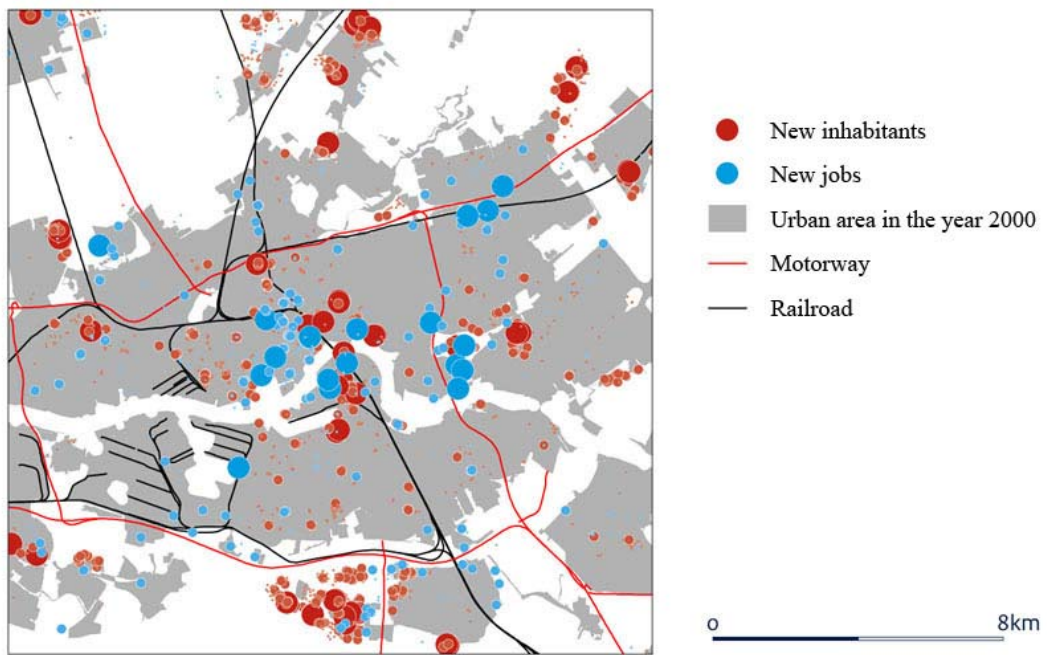 New inhabitants
New jobs
Urban area in the year 2000
Motorway
Railroad
0 8km